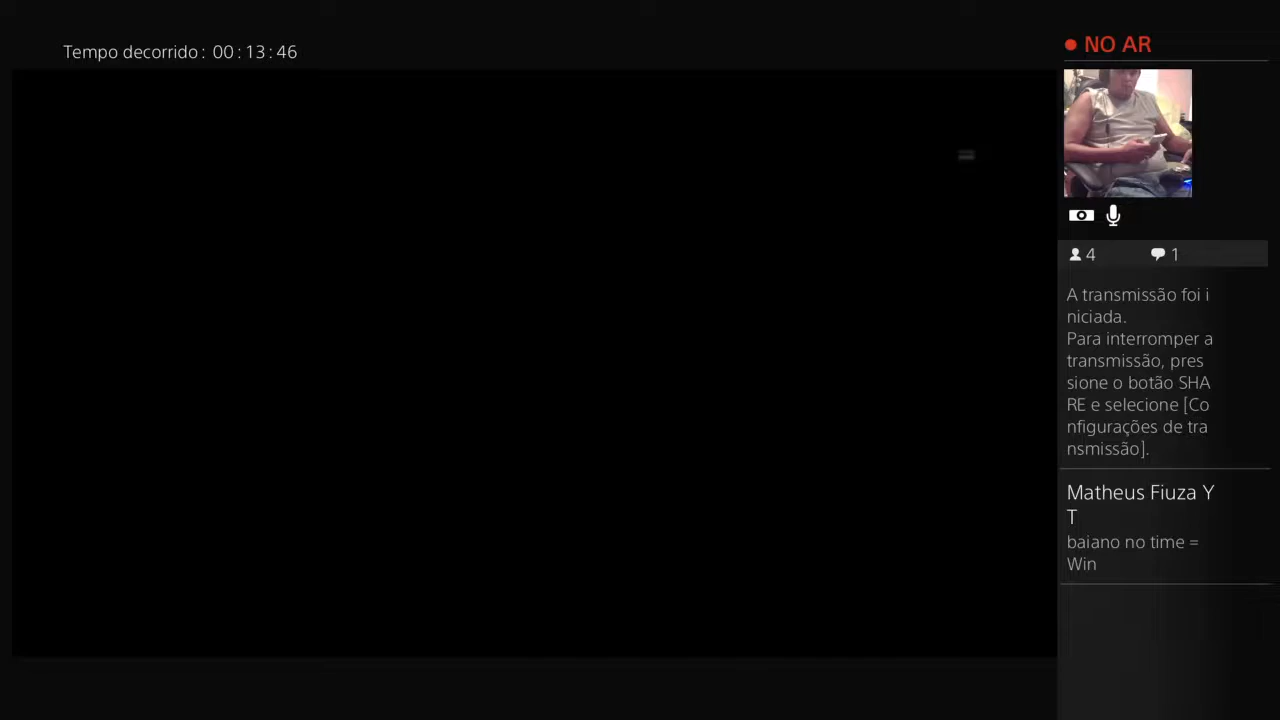 Tempo decorrido: 00:13:46
NO AR
4
1
A transmissão foi i
niciada.
Para interromper a
transmissão, pres
sione o botão SHA
RE e selecione [Co
nfigurações de tra
nsmissão].
Matheus Fiuza Y
T
baiano no time =
Win